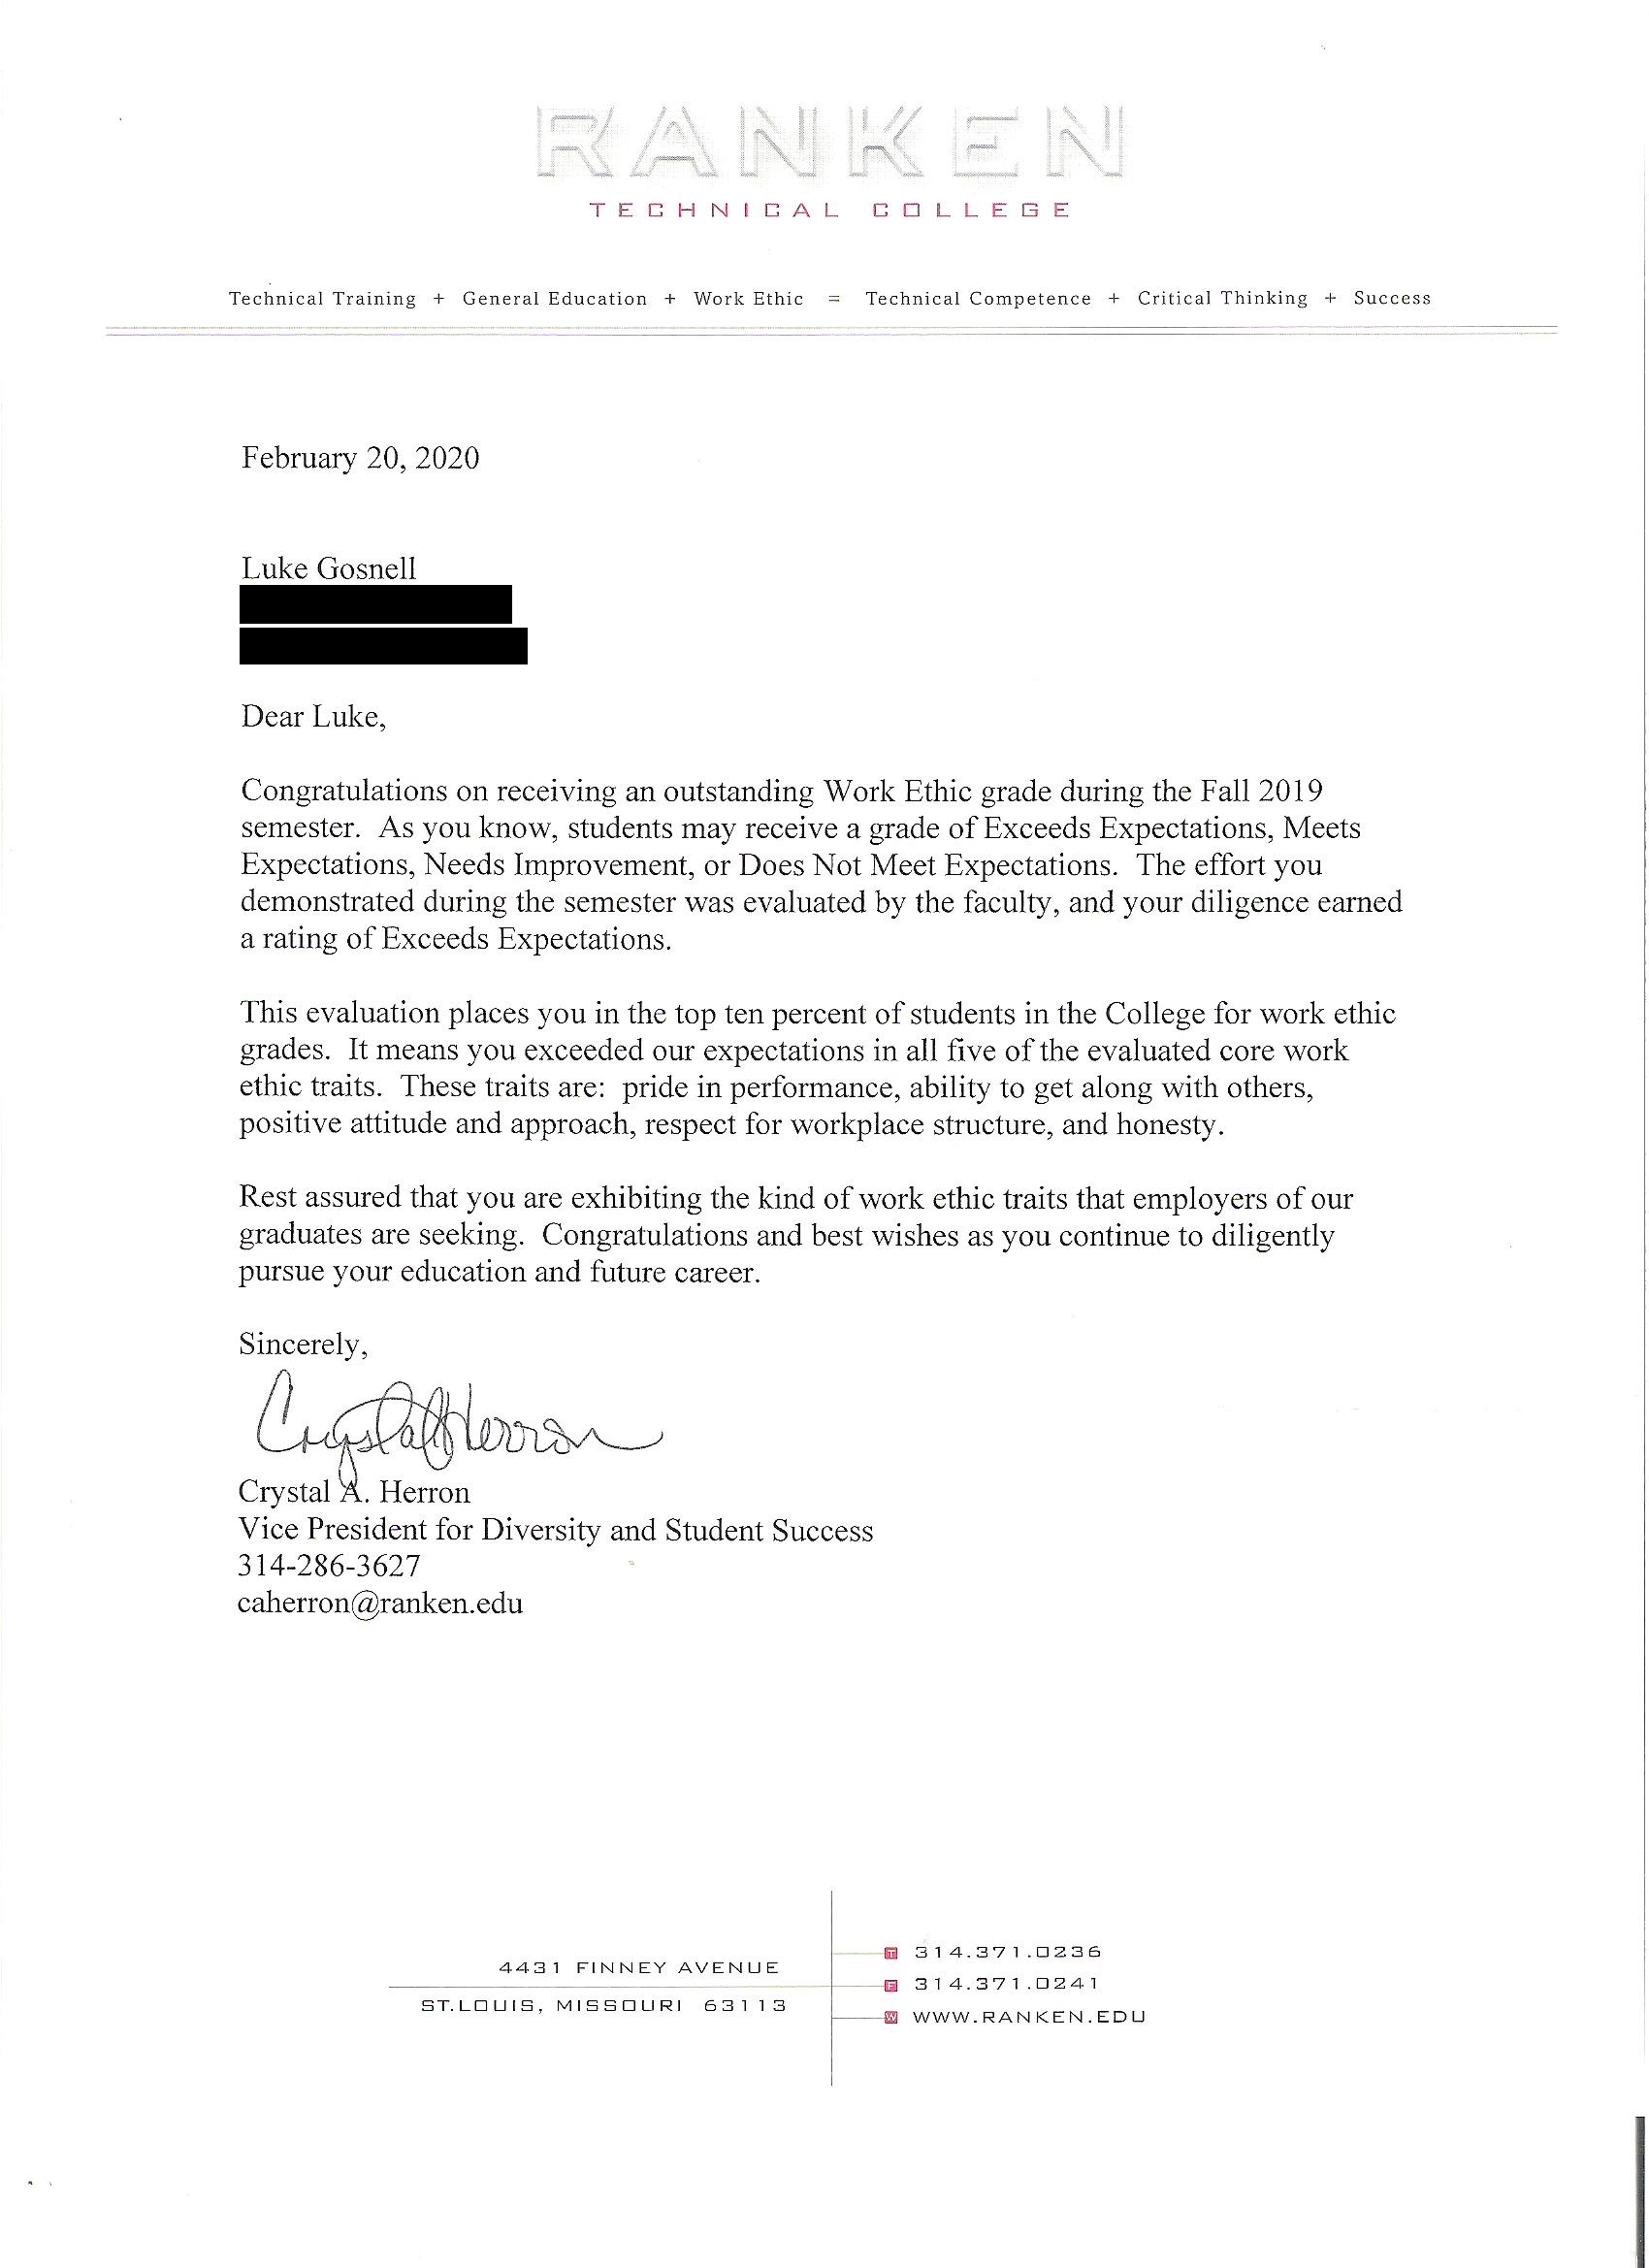 RANKEN
TECHNICAL COLLEGE
Technical Training + General Education + Work Ethic = Technical Competence + Critical Thinking + Success
February 20, 2020
Luke Gosnell
Dear Luke,
Congratulations on receiving an outstanding Work Ethic grade during the Fall 2019
semester. As you know, students may receive a grade of Exceeds Expectations, Meets
Expectations, Needs Improvement, or Does Not Meet Expectations. The effort you
demonstrated during the semester was evaluated by the faculty, and your diligence earned
a rating of Exceeds Expectations.
This evaluation places you in the top ten percent of students in the College for work ethic
grades. It means you exceeded our expectations in all five of the evaluated core work
ethic traits. These traits are: pride in performance, ability to get along with others,
positive attitude and approach, respect for workplace structure, and honesty.
Rest assured that you are exhibiting the kind of work ethic traits that employers of our
graduates are seeking. Congratulations and best wishes as you continue to diligently
pursue your education and future career.
Sincerely,
Crystal A Herron
Crystal A. Herron
Vice President for Diversity and Student Success
314-286-3627
caherron@ranken.edu
4431 FINNEY AVENUE
ST.LOUIS, MISSOURI 63113
T 314.371.0236
F 314.371.0241
W WWW.RANKEN.EDU